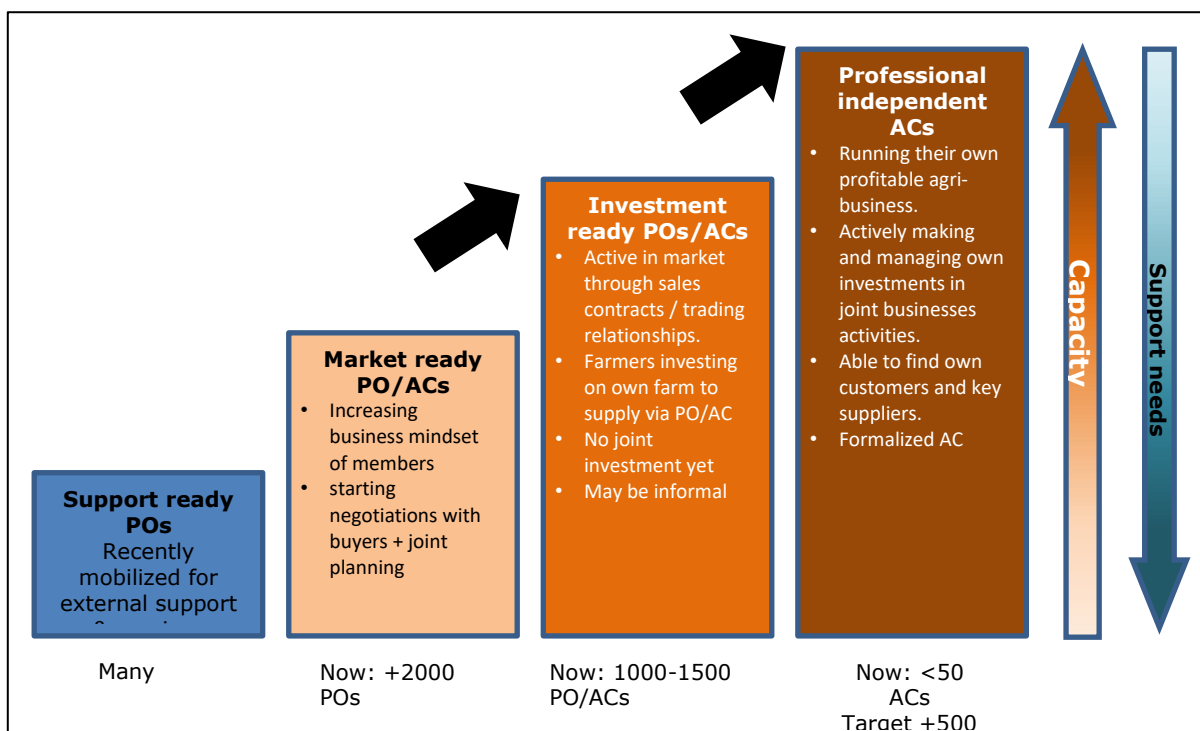 Support ready
POs
Recently
mobilized for
external support
Market ready
PO/ACs
• Increasing
business mindset
of members
• starting
negotiations with
buyers + joint
planning
Investment
ready POs/ACs
• Active in market
through sales
contracts / trading
relationships.
• Farmers investing
on own farm to
supply via PO/AC
• No joint
investment yet
• May be informal
Professional
independent
ACs
• Running their own
profitable agri-
business.
• Actively making
and managing own
investments in
joint businesses
activities.
• Able to find own
customers and key
suppliers.
• Formalized AC
Capacity
Support needs
Many
Now: +2000
POs
Now: 1000-1500
PO/ACs
Now: <50
ACs
Target +500